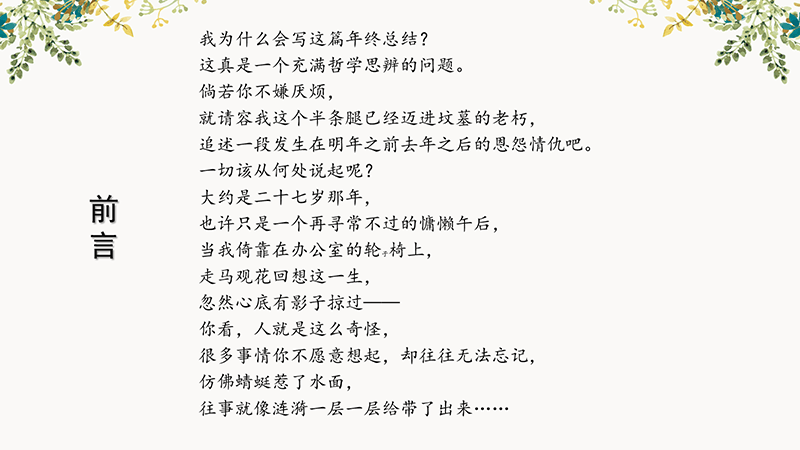 前言
我为什么会写这篇年终总结？
这真是一个充满哲学思辨的问题。
倘若你不嫌厌烦，
就请容我这个半条腿已经迈进坟墓的老朽，
追述一段发生在明年之前去年之后的恩怨情仇吧。
一切该从何处说起呢？
大约是二十七岁那年，
也许只是一个再寻常不过的慵懒午后，
当我倚靠在办公室的轮子椅上，
走马观花回想这一生，
忽然心底有影子掠过——
你看，人就是这么奇怪，
很多事情你不愿意想起，却往往无法忘记，
仿佛蜻蜓惹了水面，
往事就像涟漪一层一层给带了出来……